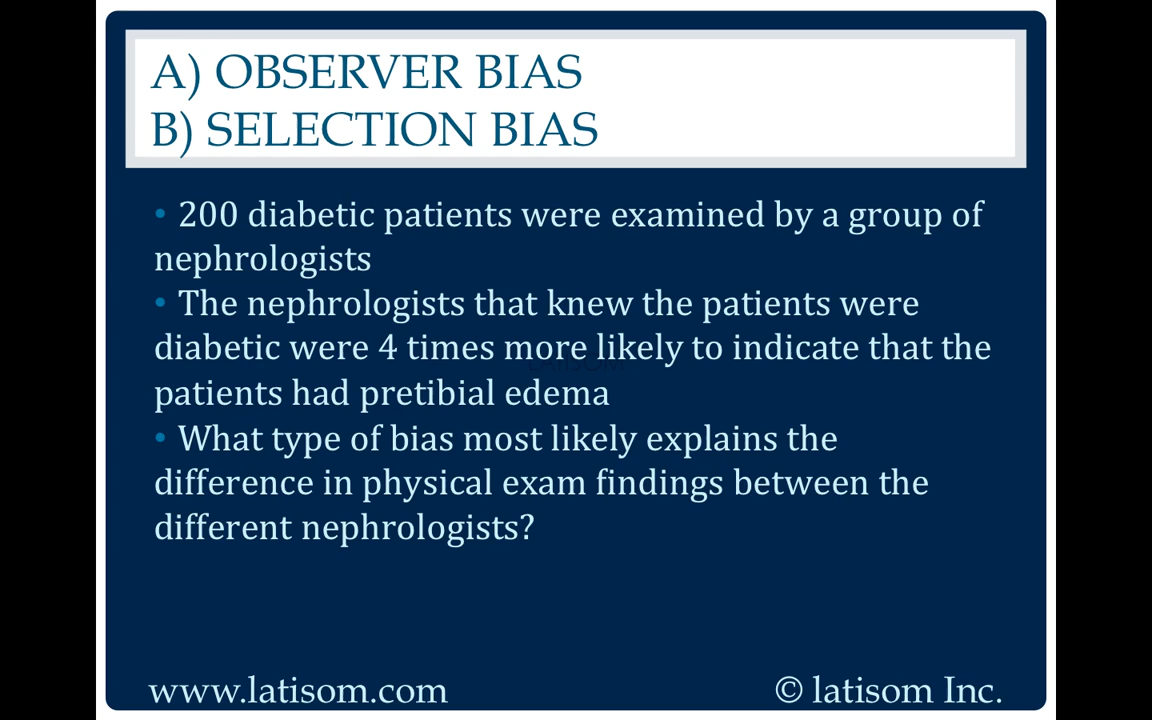 A) OBSERVER BIAS
B) SELECTION BIAS
• 200 diabetic patients were examined by a group of
nephrologists
• The nephrologists that knew the patients were
diabetic were 4 times more likely to indicate that the
LATISOM
patients had pretibial edema
• What type of bias most likely explains the
difference in physical exam findings between the
different nephrologists?
www.latisom.com
© latisom Inc.